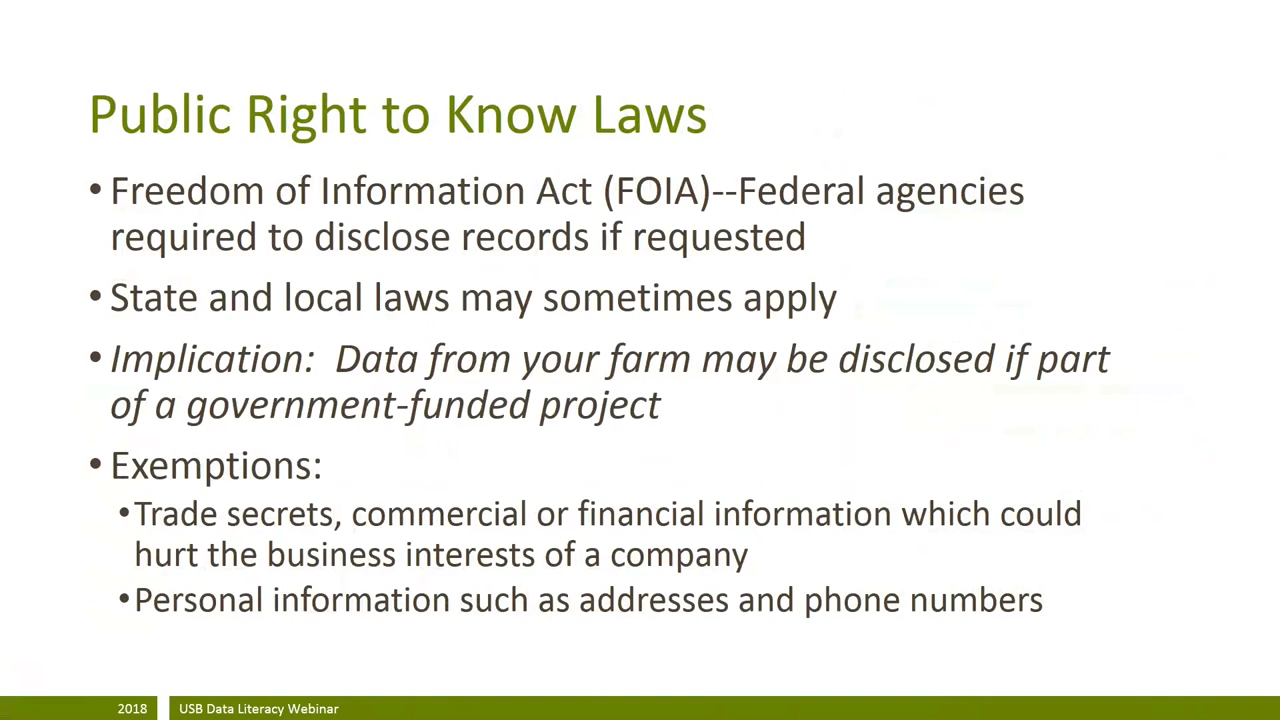 Public Right to Know Laws
• Freedom of Information Act (FOIA)--Federal agencies
required to disclose records if requested
• State and local laws may sometimes apply
• Implication:  Data from your farm may be disclosed if part
of a government-funded project
• Exemptions:
• Trade secrets, commercial or financial information which could
hurt the business interests of a company
• Personal information such as addresses and phone numbers
2018 USB Data Literacy Webinar